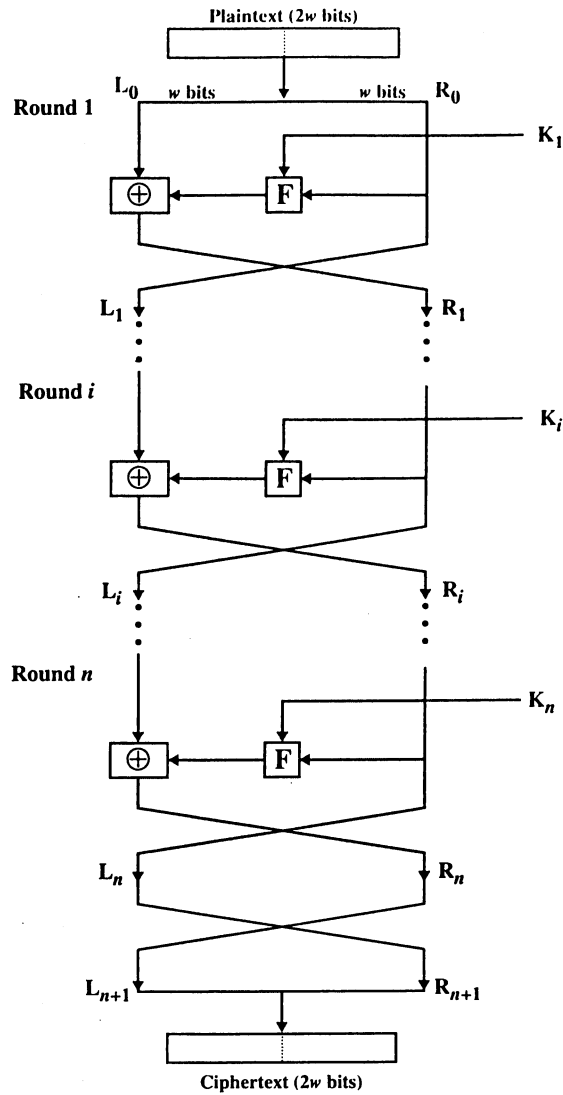 Plaintext (2w bits)
L0 w bits w bits R0
Round 1
K1
F
L1 R1
Round i
Ki
F
Li Ri
Round n
Kn
F
Ln Rn
Ln+1 Rn+1
Ciphertext (2w bits)